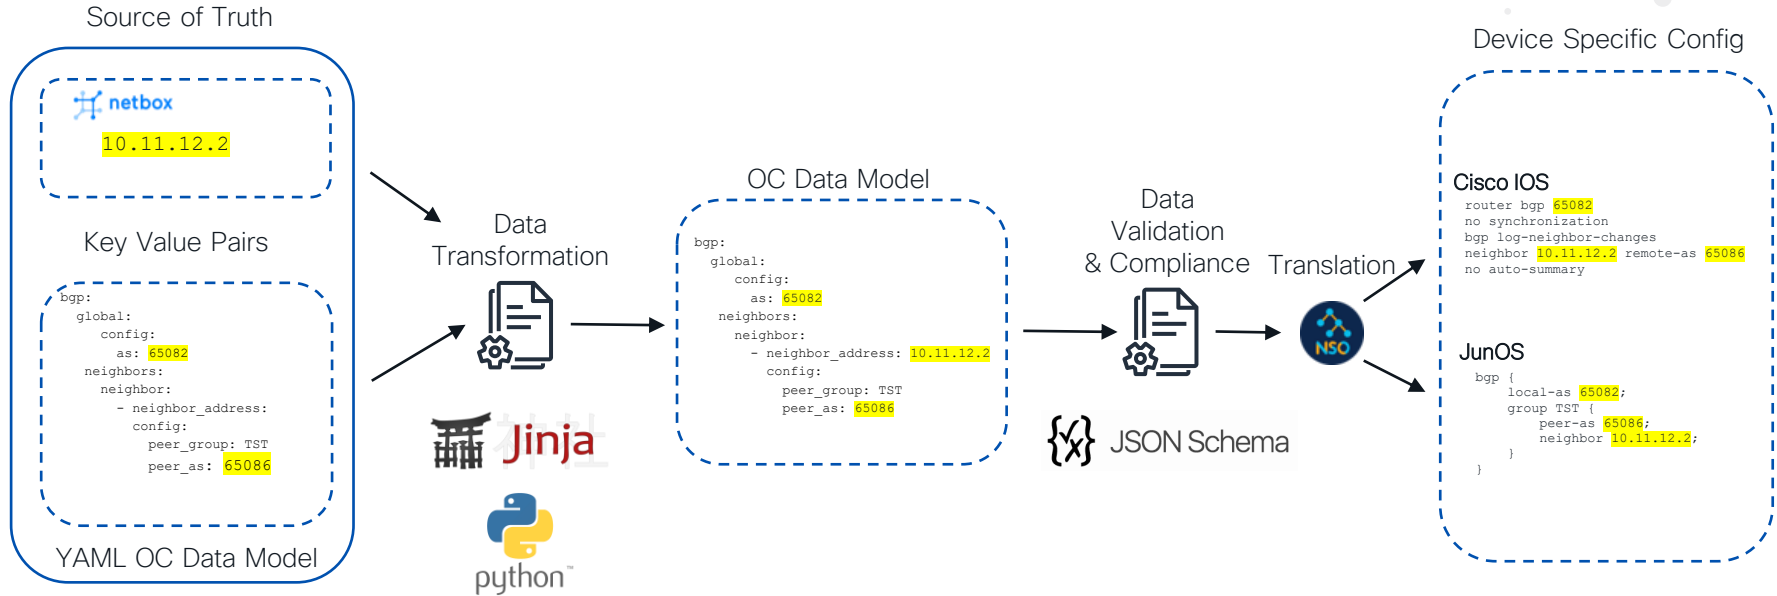 Source of Truth
netbox
10.11.12.2
Key Value Pairs
bgp:
  global:
     config:
       as: 65082
   neighbors:
     neighbor:
       - neighbor_address:
         config:
           peer_group: TST
           peer_as: 65086
YAML OC Data Model
Data
Transformation
神社
Jinja
python™
OC Data Model
bgp:
  global:
     config:
       as: 65082
   neighbors:
     neighbor:
       - neighbor_address: 10.11.12.2
         config:
           peer_group: TST
           peer_as: 65086
Data
Validation
& Compliance
{✓x} JSON Schema
Translation
NSO
Device Specific Config
Cisco IOS
router bgp 65082
no synchronization
bgp log-neighbor-changes
neighbor 10.11.12.2 remote-as 65086
no auto-summary
JunOS
bgp {
    local-as 65082;
    group TST {
        peer-as 65086;
        neighbor 10.11.12.2;
    }
}